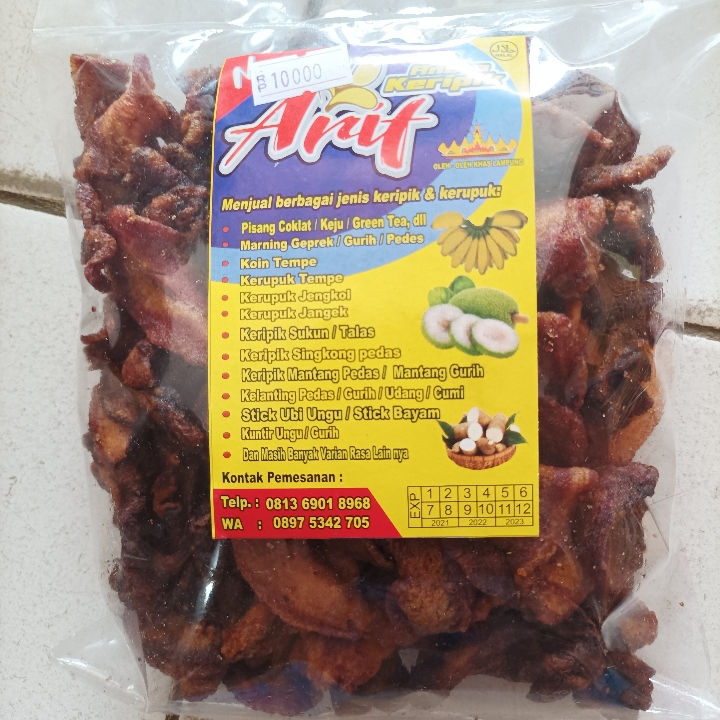 RP 10000
Keripik
Arif
HALAL
OLEH - OLEH KHAS LAMPUNG
Menjual berbagai jenis keripik & kerupuk:
Pisang Coklat / Keju / Green Tea, dll
Marning Geprek / Gurih / Pedes
Koin Tempe
Kerupuk Tempe
Kerupuk Jengkol
Kerupuk Jangek
Keripik Sukun / Talas
Keripik Singkong pedas
Keripik Mantang Pedas / Mantang Gurih
Kelanting Pedas / Gurih / Udang / Cumi
Stick Ubi Ungu / Stick Bayam
Kuntir Ungu / Gurih
Dan Masih Banyak Varian Rasa Lain nya
Kontak Pemesanan :
Telp. : 0813 6901 8968
WA : 0897 5342 705
EXP 1 2 3 4 5 6
7 8 9 10 11 12
2021 2022 2023